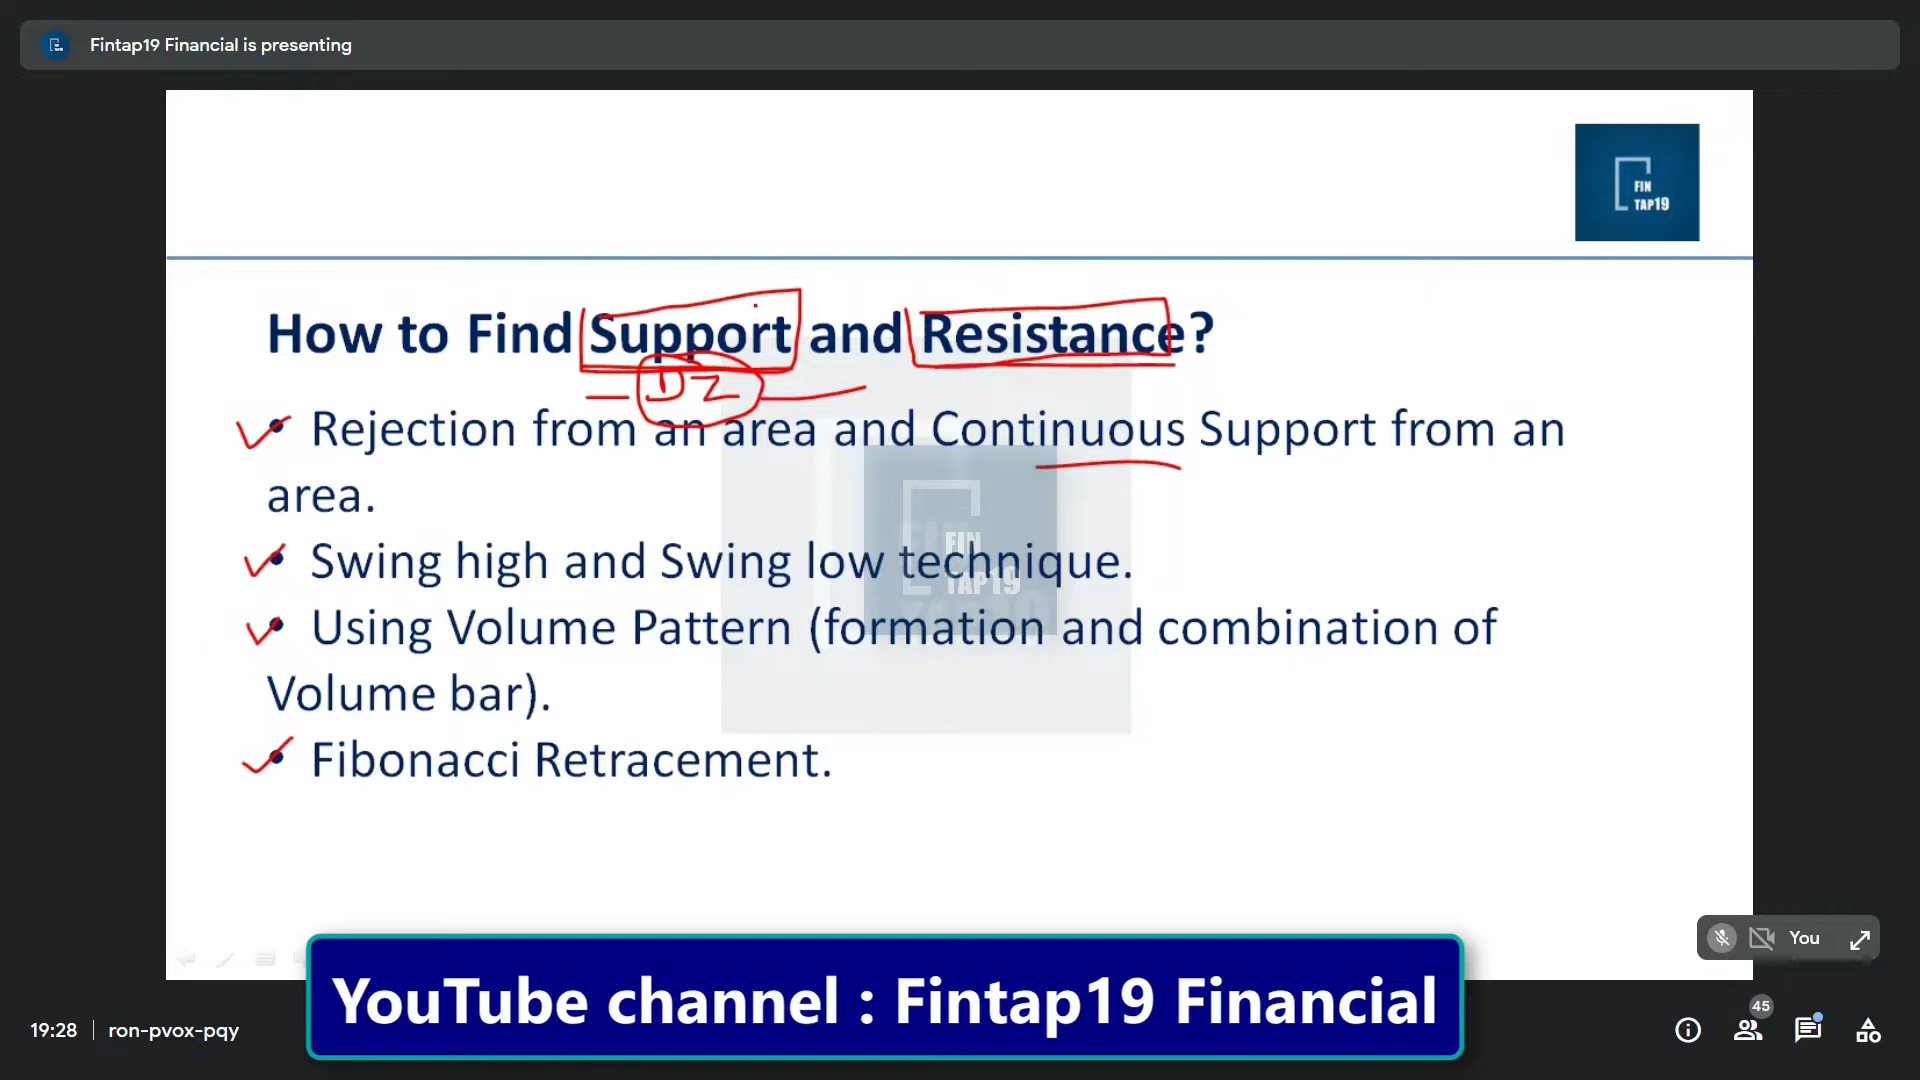 Fintap19 Financial is presenting
FIN
TAP19
How to Find Support and Resistance?
DZ
• Rejection from an area and Continuous Support from an
area.
• Swing high and Swing low technique.
• Using Volume Pattern (formation and combination of
Volume bar).
• Fibonacci Retracement.
FIN
TAP19
You
YouTube channel : Fintap19 Financial
19:28 | ron-pvox-pqy
45